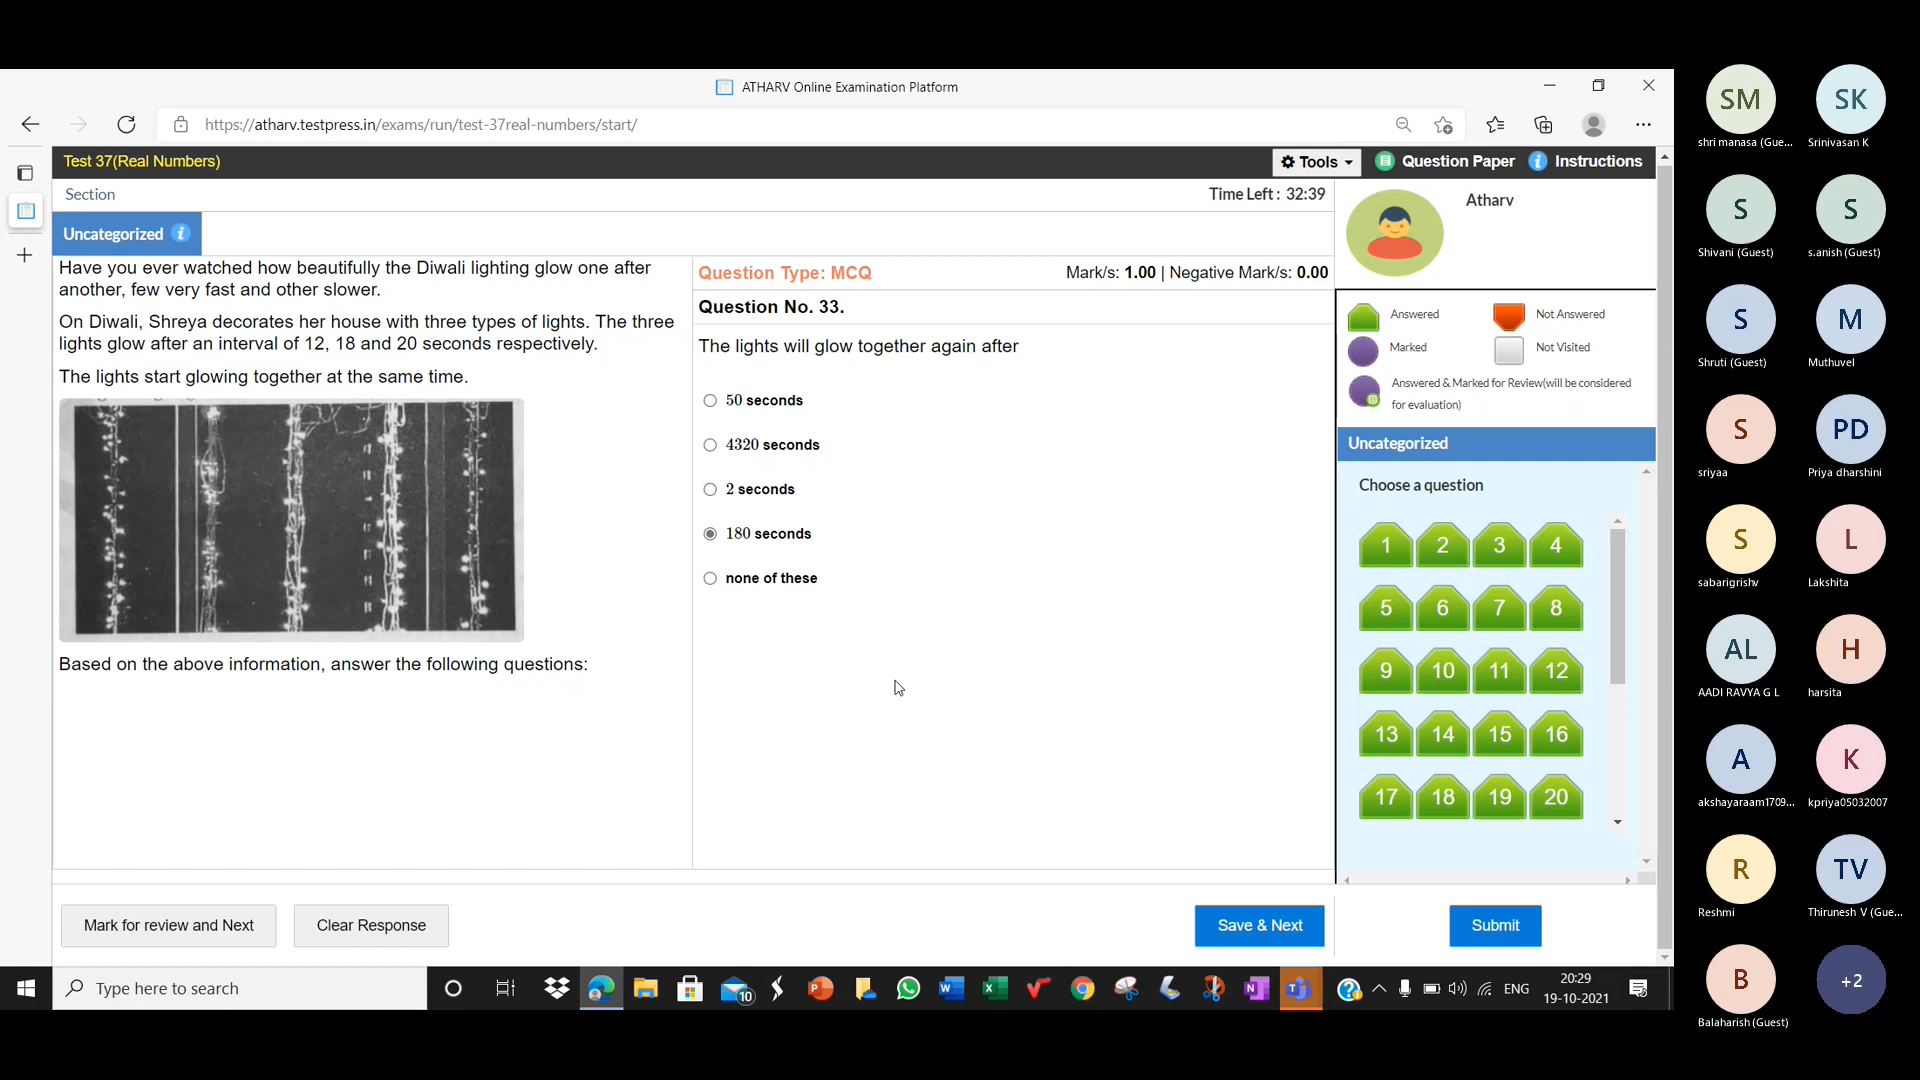 ATHARV Online Examination Platform
https://atharv.testpress.in/exams/run/test-37real-numbers/start/
Test 37(Real Numbers)
Tools
Question Paper
Instructions
Section
Time Left : 32:39
Atharv
Uncategorized
Have you ever watched how beautifully the Diwali lighting glow one after
another, few very fast and other slower.
On Diwali, Shreya decorates her house with three types of lights. The three
lights glow after an interval of 12, 18 and 20 seconds respectively.
The lights start glowing together at the same time.
Based on the above information, answer the following questions:
Question Type: MCQ
Mark/s: 1.00 | Negative Mark/s: 0.00
Question No. 33.
The lights will glow together again after
50 seconds
4320 seconds
2 seconds
180 seconds
none of these
Answered
Not Answered
Marked
Not Visited
Answered & Marked for Review(will be considered
for evaluation)
Uncategorized
Choose a question
1 2 3 4
5 6 7 8
9 10 11 12
13 14 15 16
17 18 19 20
Mark for review and Next
Clear Response
Save & Next
Submit
Type here to search
10
ENG
20:29
19-10-2021
SM
shri manasa (Gue...
SK
Srinivasan K
S
Shivani (Guest)
S
s.anish (Guest)
S
Shruti (Guest)
M
Muthuvel
S
sriyaa
PD
Priya dharshini
S
sabarigrishv
L
Lakshita
AL
AADI RAVYA G L
H
harsita
A
akshayaraam1709...
K
kpriya05032007
R
Reshmi
TV
Thirunesh V (Gue...
B
Balaharish (Guest)
+2